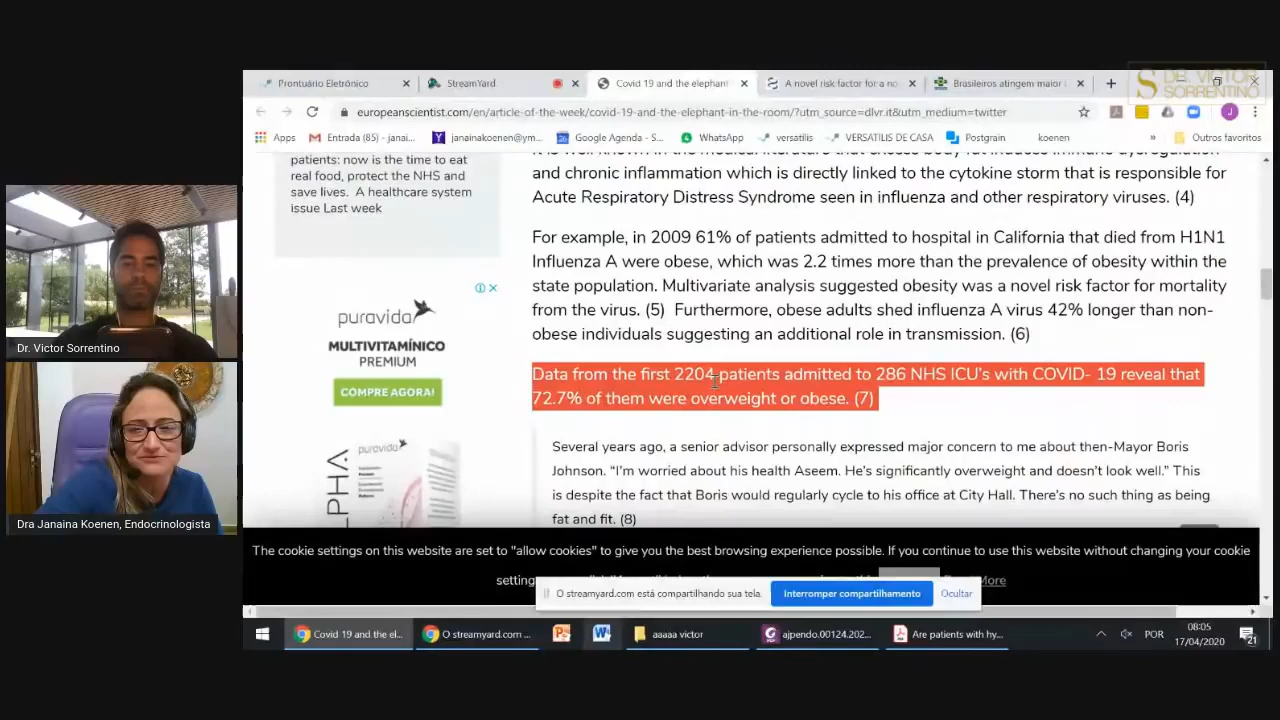 DR. VICTOR
SORRENTINO
Prontuário Eletrônico
StreamYard
Covid 19 and the elephant
A novel risk factor for a no
Brasileiros atingem maior i
europeanscientist.com/en/article-of-the-week/covid-19-and-the-elephant-in-the-room/?utm_source=dlvr.it&utm_medium=twitter
Apps
Entrada (85) - janai...
janainakoenen@ym...
Google Agenda - S...
WhatsApp
versatilis
VERSATILIS DE CASA
Postgrain
koenen
»
Outros favoritos
patients: now is the time to eat
real food, protect the NHS and
save lives. A healthcare system
issue Last week
puravida
MULTIVITAMÍNICO
PREMIUM
COMPRE AGORA!
puravida
and chronic inflammation which is directly linked to the cytokine storm that is responsible for
Acute Respiratory Distress Syndrome seen in influenza and other respiratory viruses. (4)
For example, in 2009 61% of patients admitted to hospital in California that died from H1N1
Influenza A were obese, which was 2.2 times more than the prevalence of obesity within the
state population. Multivariate analysis suggested obesity was a novel risk factor for mortality
from the virus. (5) Furthermore, obese adults shed influenza A virus 42% longer than non-
obese individuals suggesting an additional role in transmission. (6)
Data from the first 2204 patients admitted to 286 NHS ICU's with COVID- 19 reveal that
72.7% of them were overweight or obese. (7)
Several years ago, a senior advisor personally expressed major concern to me about then-Mayor Boris
Johnson. "I'm worried about his health Aseem. He's significantly overweight and doesn't look well." This
is despite the fact that Boris would regularly cycle to his office at City Hall. There's no such thing as being
fat and fit. (8)
The cookie settings on this website are set to "allow cookies" to give you the best browsing experience possible. If you continue to use this website without changing your cookie
O streamyard.com está compartilhando sua tela.
Interromper compartilhamento
Ocultar
Dr. Victor Sorrentino
Dra Janaina Koenen, Endocrinologista
Covid 19 and the el...
O streamyard.com ...
aaaaa victor
ajpendo.00124.202...
Are patients with hy...
POR
08:05
17/04/2020
21